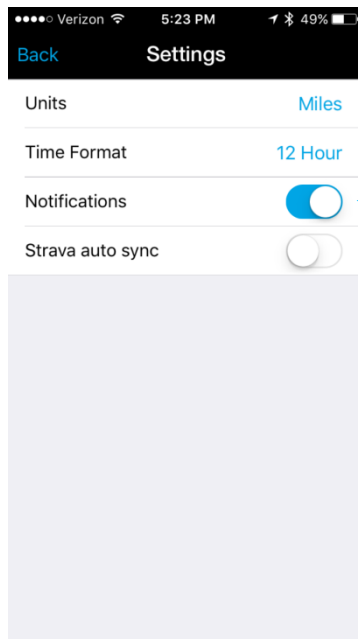 Verizon 5:23 PM 49%
Back Settings
Units Miles
Time Format 12 Hour
Notifications
Strava auto sync